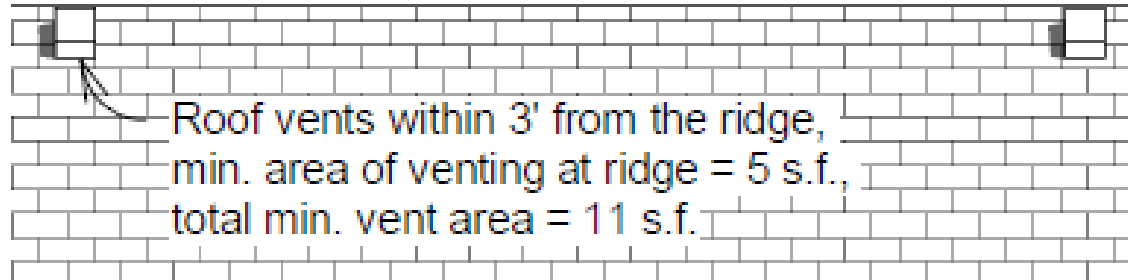 Roof vents within 3' from the ridge,
min. area of venting at ridge = 5 s.f.,
total min. vent area = 11 s.f.